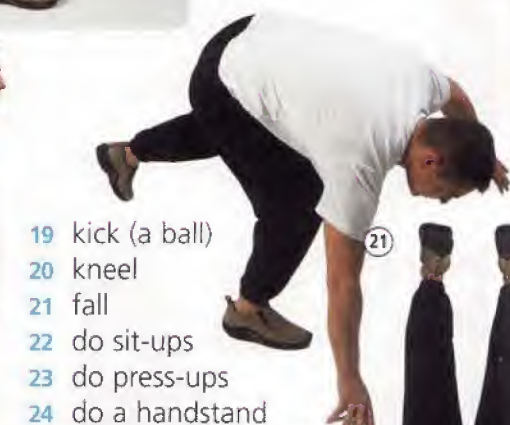 21
19 kick (a ball)
20 kneel
21 fall
22 do sit-ups
23 do press-ups
24 do a handstand